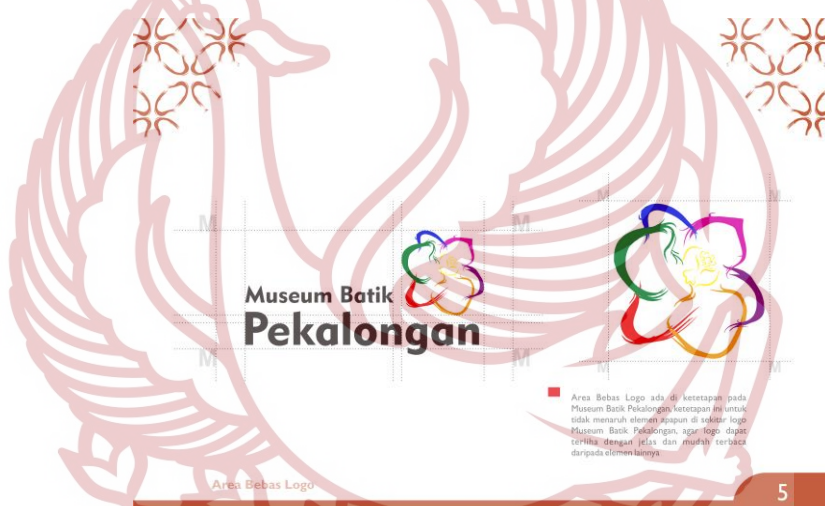 M
M
M
M
Museum Batik
Pekalongan
M
M
M
M
Area Bebas Logo ada di ketetapan pada
Museum Batik Pekalongan, ketetapan ini untuk
tidak menaruh elemen apapun di sekitar logo
Museum Batik Pekalongan, agar logo dapat
terliha dengan jelas dan mudah terbaca
daripada elemen lainnya
Area Bebas Logo
5